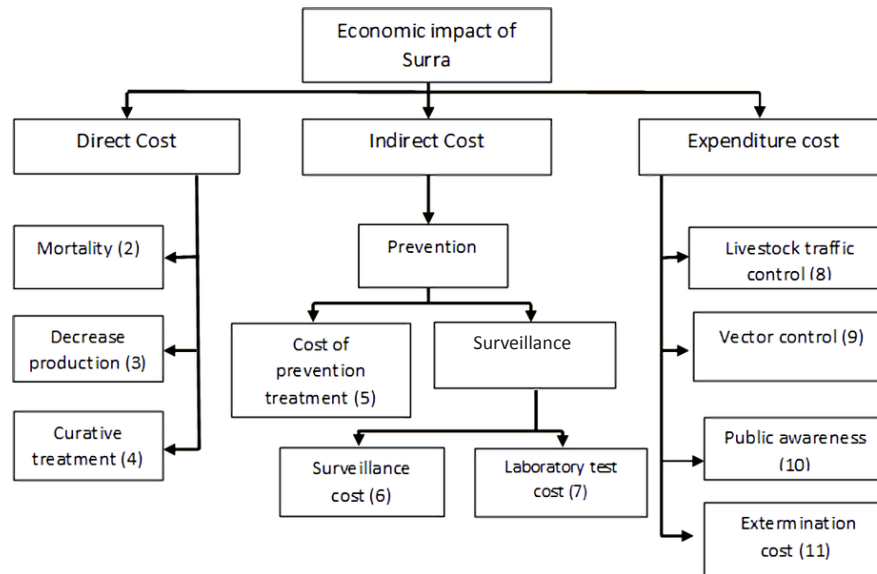 Economic impact of
Surra
Direct Cost
Indirect Cost
Expenditure cost
Mortality (2)
Decrease
production (3)
Curative
treatment (4)
Prevention
Cost of
prevention
treatment (5)
Surveillance
Surveillance
cost (6)
Laboratory test
cost (7)
Livestock traffic
control (8)
Vector control (9)
Public awareness
(10)
Extermination
cost (11)